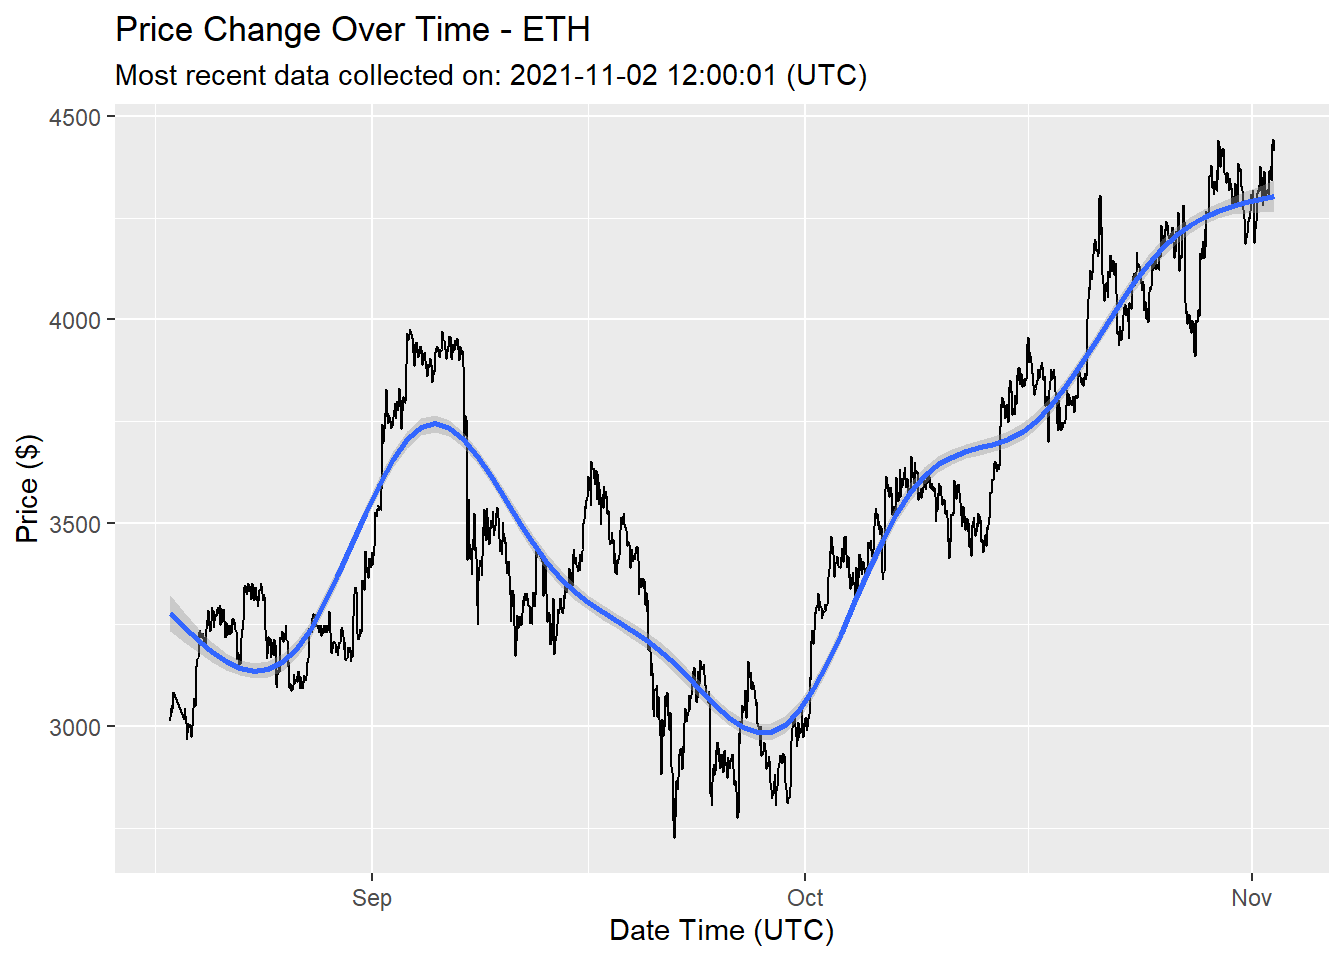 Price Change Over Time - ETH
Most recent data collected on: 2021-11-02 12:00:01 (UTC)
4500
4000
3500
3000
Price ($)
Sep
Oct
Nov
Date Time (UTC)